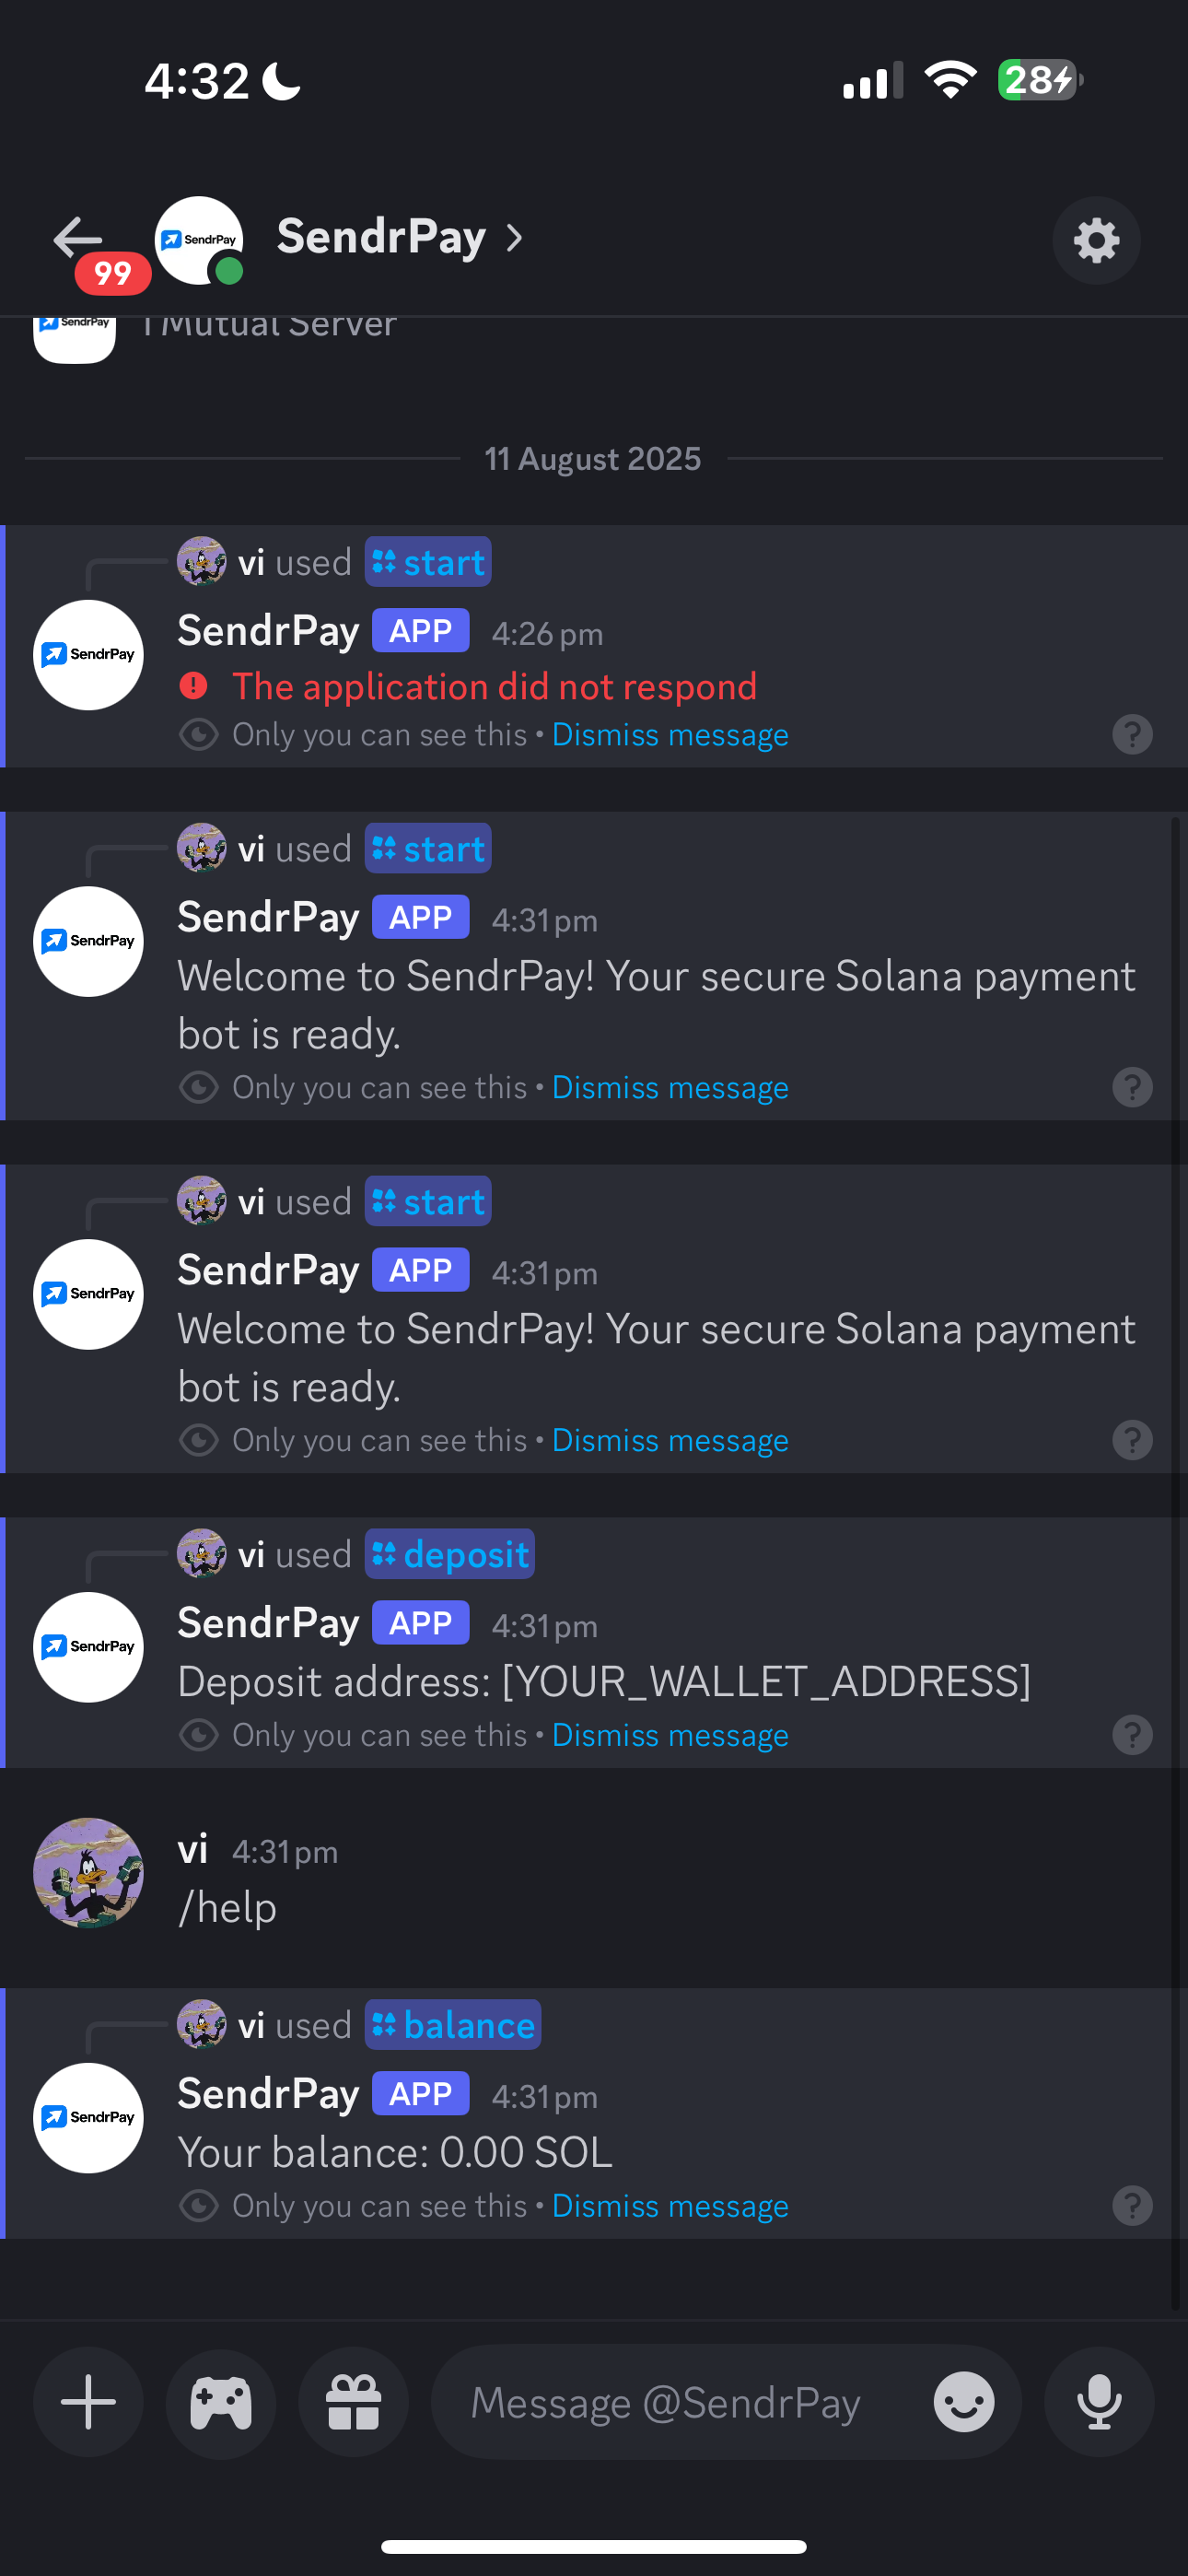 4:32
28
99
SendrPay
SendrPay
SendrPay
1 Mutual Server
11 August 2025
vi used start
SendrPay
SendrPay APP 4:26 pm
The application did not respond
Only you can see this • Dismiss message
vi used start
SendrPay
SendrPay APP 4:31 pm
Welcome to SendrPay! Your secure Solana payment
bot is ready.
Only you can see this • Dismiss message
vi used start
SendrPay
SendrPay APP 4:31 pm
Welcome to SendrPay! Your secure Solana payment
bot is ready.
Only you can see this • Dismiss message
vi used deposit
SendrPay
SendrPay APP 4:31 pm
Deposit address: [YOUR_WALLET_ADDRESS]
Only you can see this • Dismiss message
vi 4:31 pm
/help
vi used balance
SendrPay
SendrPay APP 4:31 pm
Your balance: 0.00 SOL
Only you can see this • Dismiss message
Message @SendrPay